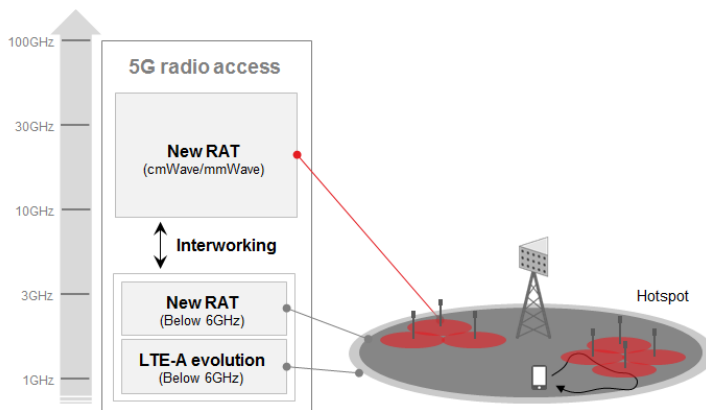 100GHz
5G radio access
30GHz
New RAT
(cmWave/mmWave)
10GHz
Interworking
3GHz
New RAT
(Below 6GHz)
Hotspot
LTE-A evolution
(Below 6GHz)
1GHz